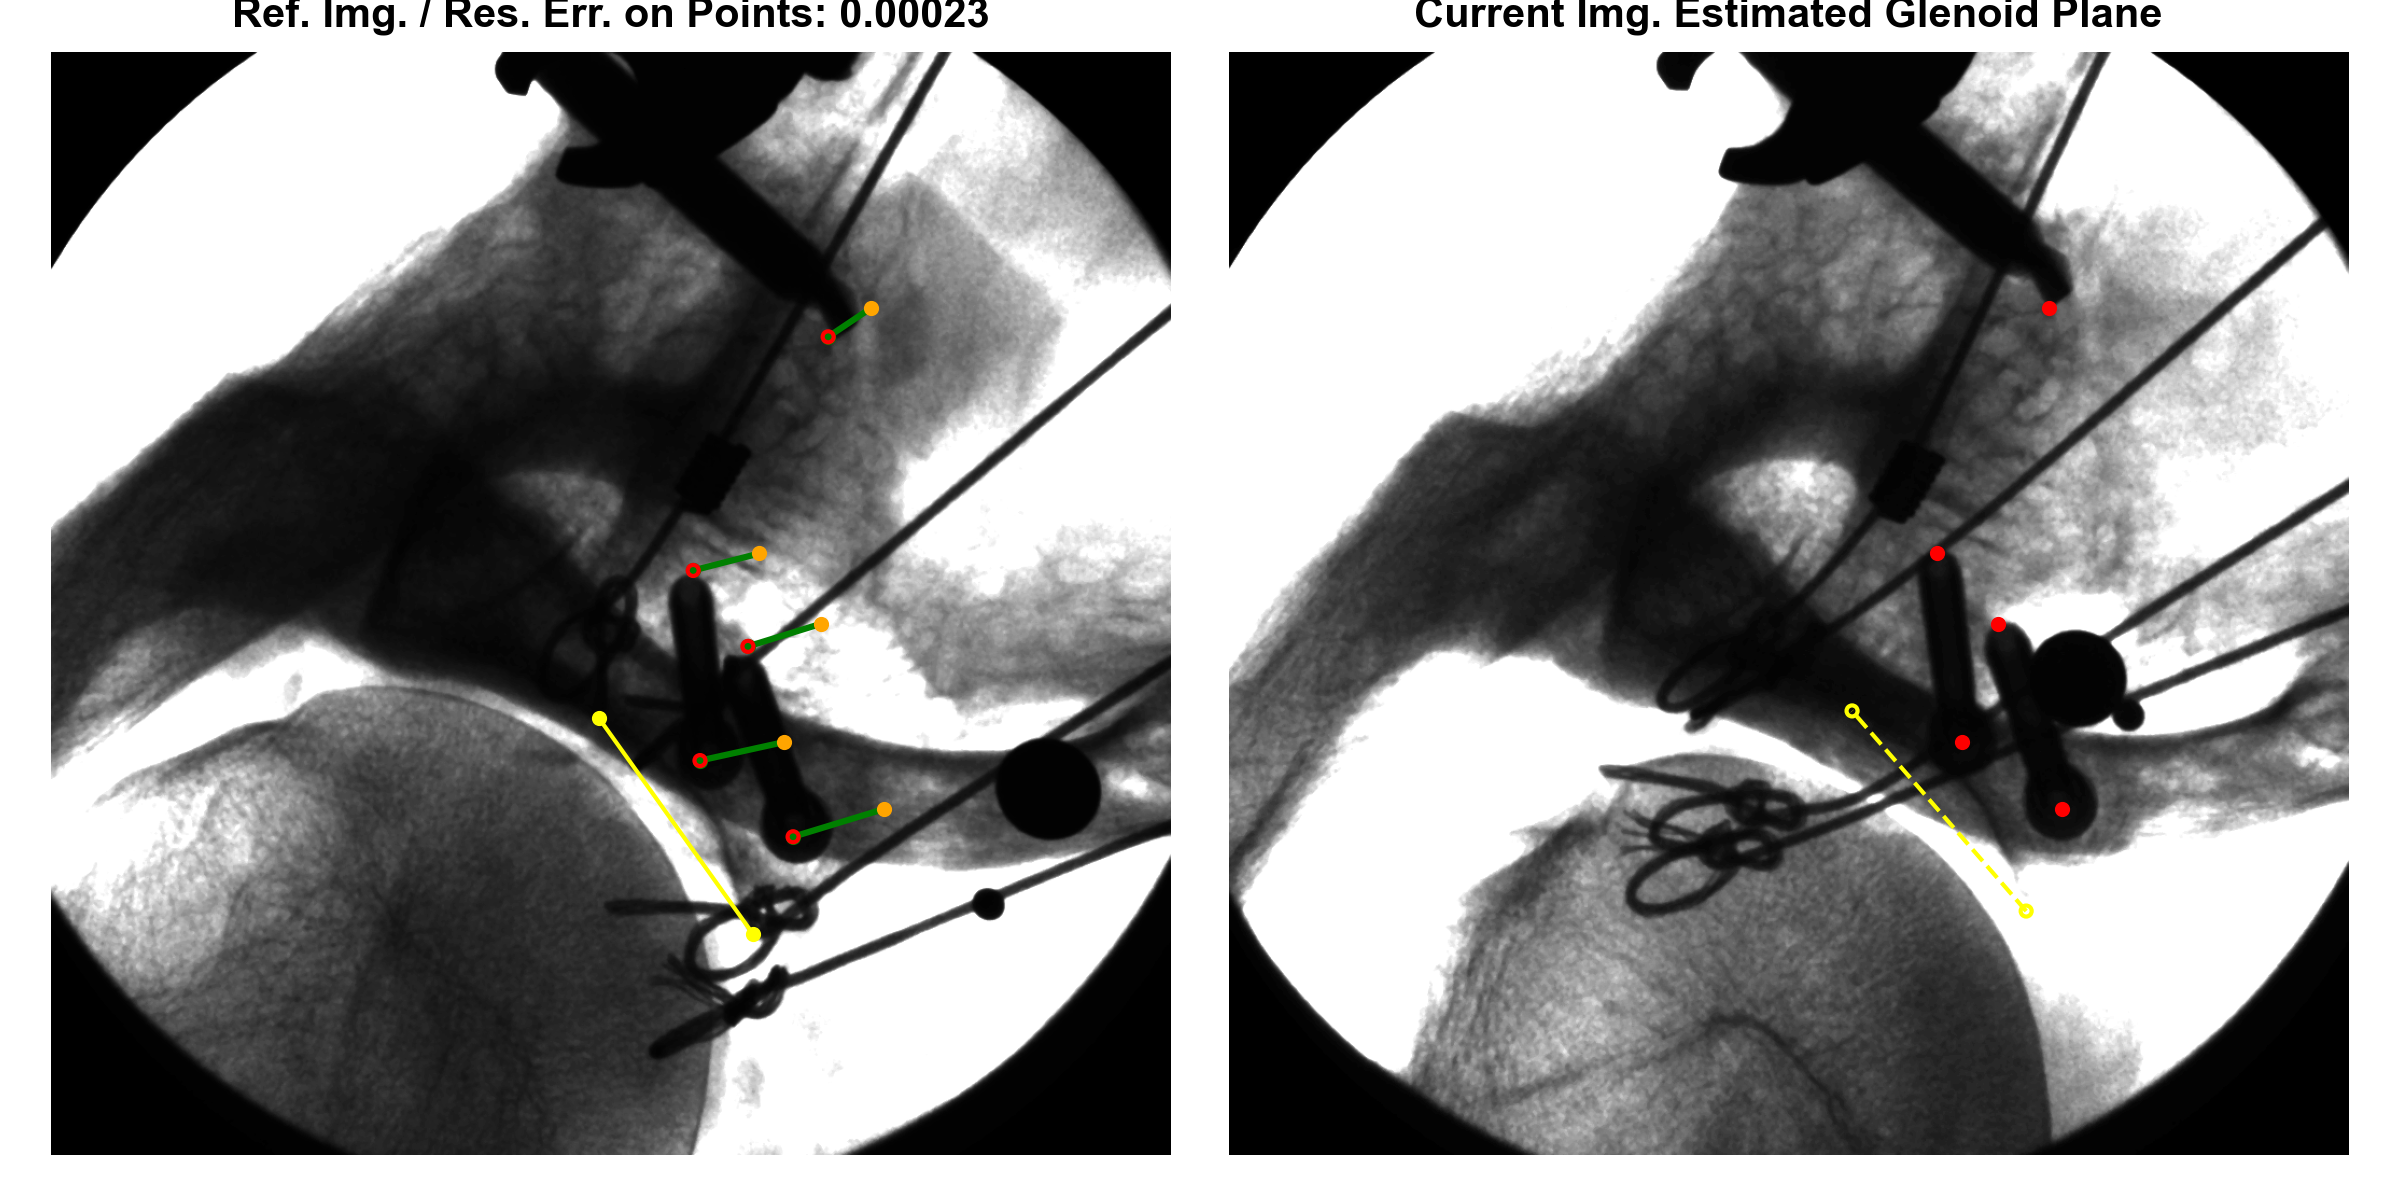 Ref. Img. / Res. Err. on Points: 0.00023
Current Img. Estimated Glenoid Plane